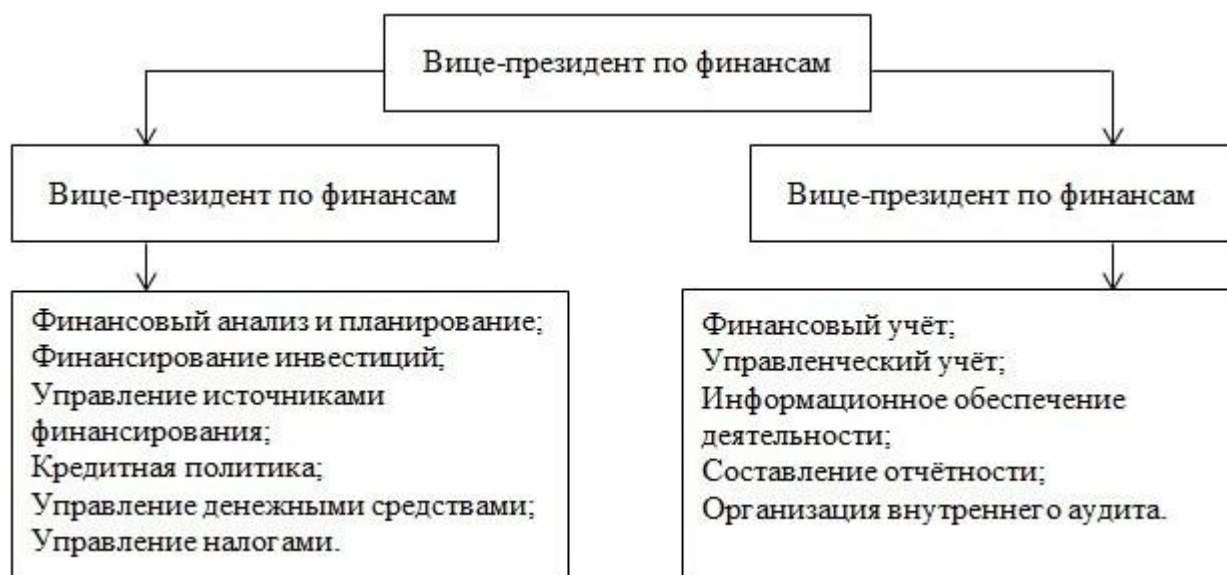 Вице-президент по финансам
Вице-президент по финансам
Вице-президент по финансам
Финансовый анализ и планирование;
Финансирование инвестиций;
Управление источниками
финансирования;
Кредитная политика;
Управление денежными средствами;
Управление налогами.
Финансовый учёт;
Управленческий учёт;
Информационное обеспечение
деятельности;
Составление отчётности;
Организация внутреннего аудита.